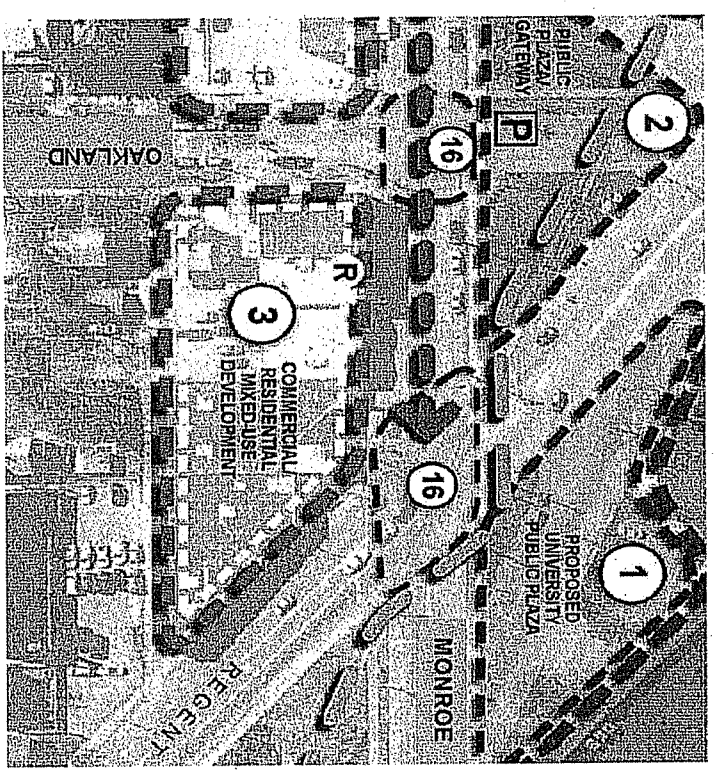 PUBLIC
PLAZA
GATEWAY
2
P
16
OAKLAND
R
3
COMMERCIAL/
RESIDENTIAL
MIXED-USE
DEVELOPMENT
16
1
PROPOSED
UNIVERSITY
PUBLIC PLAZA
MONROE
REGENT